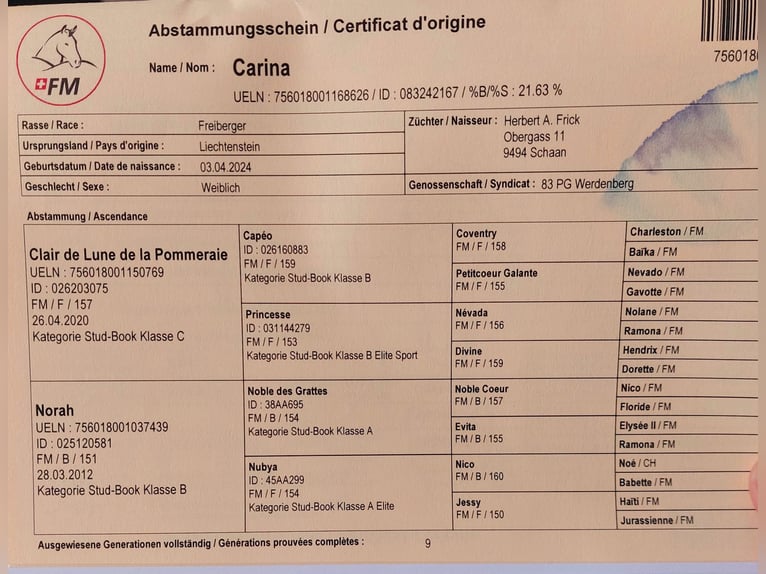 FM
Abstammungsschein / Certificat d'origine
Name / Nom : Carina
UELN : 756018001168626 / ID : 083242167 / %B/%S : 21.63 %
756018
Rasse / Race : Freiberger
Ursprungsland / Pays d'origine : Liechtenstein
Geburtsdatum / Date de naissance : 03.04.2024
Geschlecht / Sexe : Weiblich
Züchter / Naisseur : Herbert A. Frick
Obergass 11
9494 Schaan
Genossenschaft / Syndicat : 83 PG Werdenberg
Abstammung / Ascendance
Clair de Lune de la Pommeraie
UELN : 756018001150769
ID : 026203075
FM / F / 157
26.04.2020
Kategorie Stud-Book Klasse C
Norah
UELN : 756018001037439
ID : 025120581
FM / B / 151
28.03.2012
Kategorie Stud-Book Klasse B
Capéo
ID : 026160883
FM / F / 159
Kategorie Stud-Book Klasse B
Princesse
ID : 031144279
FM / F / 153
Kategorie Stud-Book Klasse B Elite Sport
Noble des Grattes
ID : 38AA695
FM / B / 154
Kategorie Stud-Book Klasse A
Nubya
ID : 45AA299
FM / F / 154
Kategorie Stud-Book Klasse A Elite
Coventry
FM / F / 158
Petitcoeur Galante
FM / F / 155
Névada
FM / F / 156
Divine
FM / F / 159
Noble Coeur
FM / B / 157
Evita
FM / B / 155
Nico
FM / B / 160
Jessy
FM / F / 150
Charleston / FM
Baïka / FM
Nevado / FM
Gavotte / FM
Nolane / FM
Ramona / FM
Hendrix / FM
Dorette / FM
Nico / FM
Floride / FM
Elysée II / FM
Ramona / FM
Noé / CH
Babette / FM
Haïti / FM
Jurassienne / FM
Ausgewiesene Generationen vollständig / Générations prouvées complètes : 9